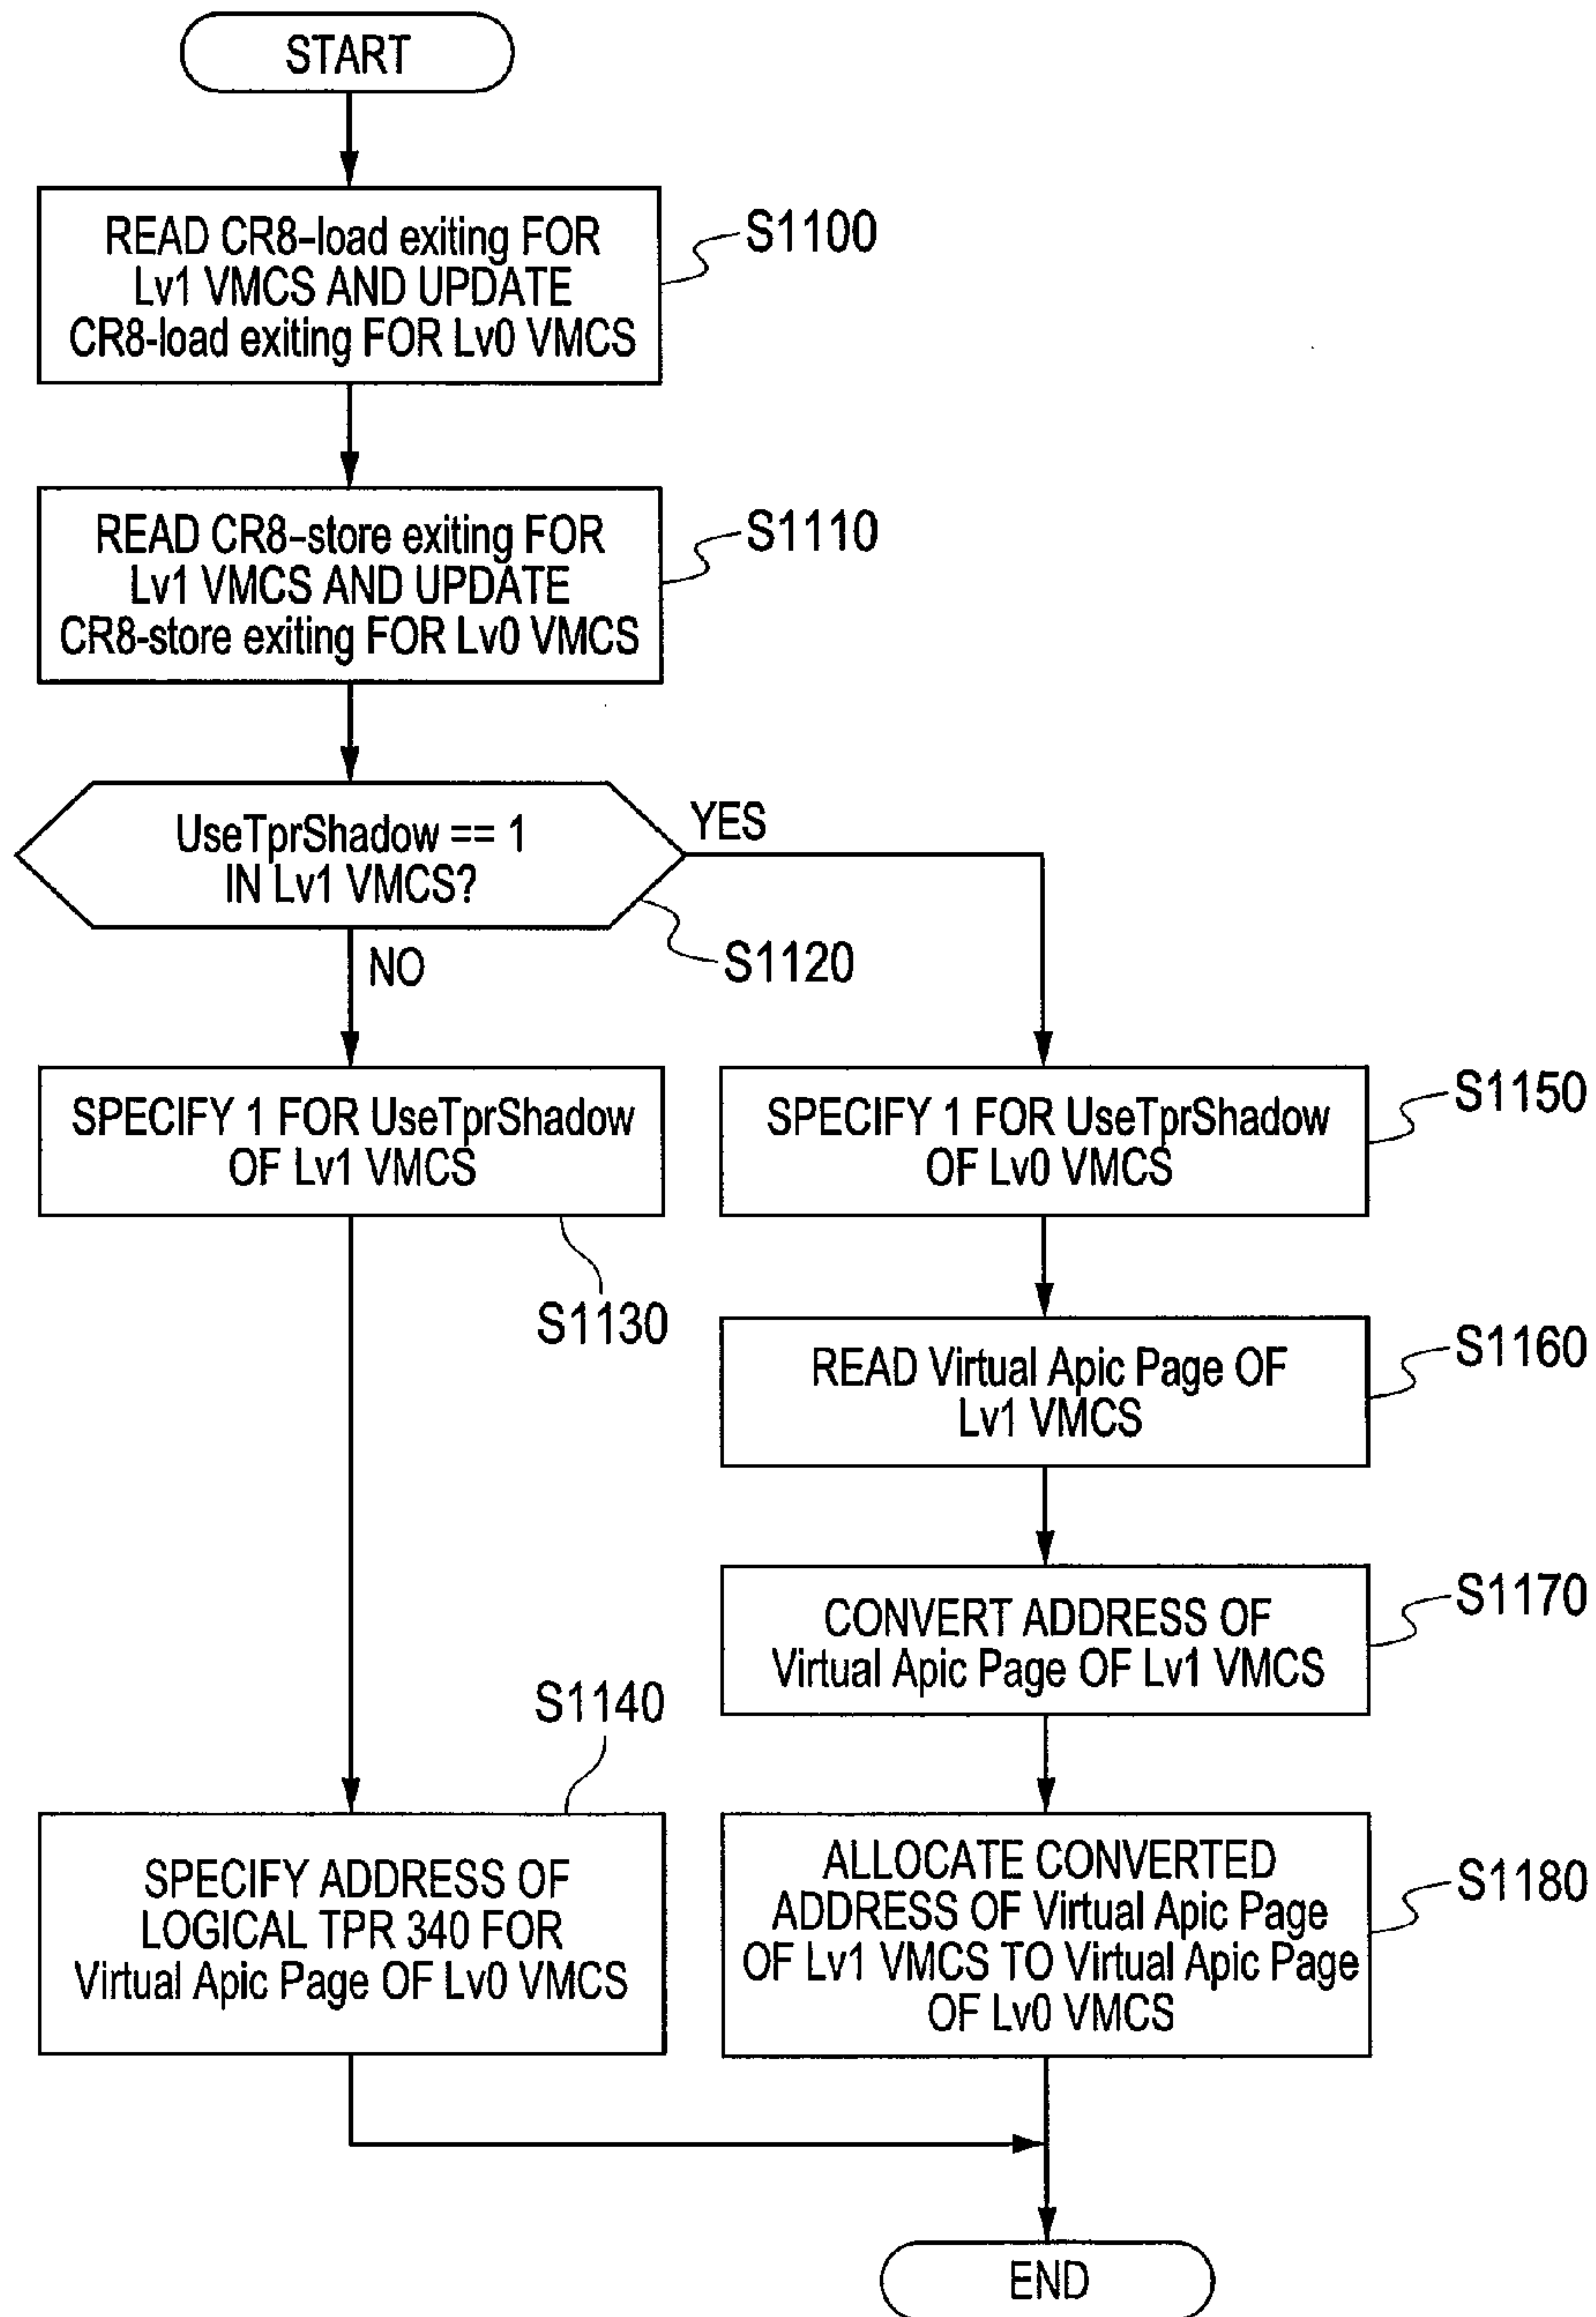 START
READ CR8-load exiting FOR
Lv1 VMCS AND UPDATE
CR8-load exiting FOR Lv0 VMCS
S1100
READ CR8-store exiting FOR
Lv1 VMCS AND UPDATE
CR8-store exiting FOR Lv0 VMCS
S1110
UseTprShadow == 1
IN Lv1 VMCS?
YES
NO
S1120
SPECIFY 1 FOR UseTprShadow
OF Lv1 VMCS
S1130
SPECIFY 1 FOR UseTprShadow
OF Lv0 VMCS
S1150
READ Virtual Apic Page OF
Lv1 VMCS
S1160
CONVERT ADDRESS OF
Virtual Apic Page OF Lv1 VMCS
S1170
S1140
SPECIFY ADDRESS OF
LOGICAL TPR 340 FOR
Virtual Apic Page OF Lv0 VMCS
ALLOCATE CONVERTED
ADDRESS OF Virtual Apic Page
OF Lv1 VMCS TO Virtual Apic Page
OF Lv0 VMCS
S1180
END